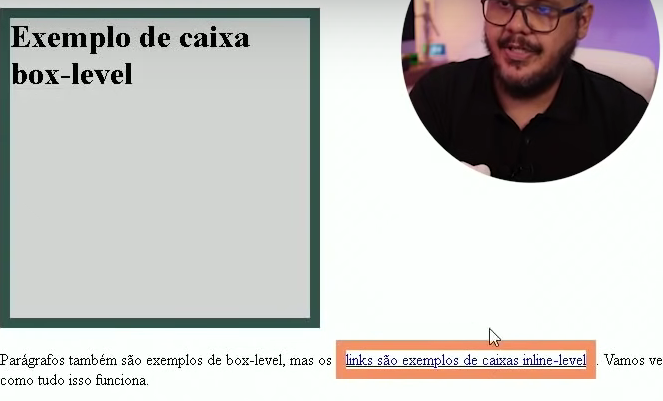 Exemplo de caixa
box-level
Parágrafos também são exemplos de box-level, mas os links são exemplos de caixas inline-level . Vamos ve
como tudo isso funciona.